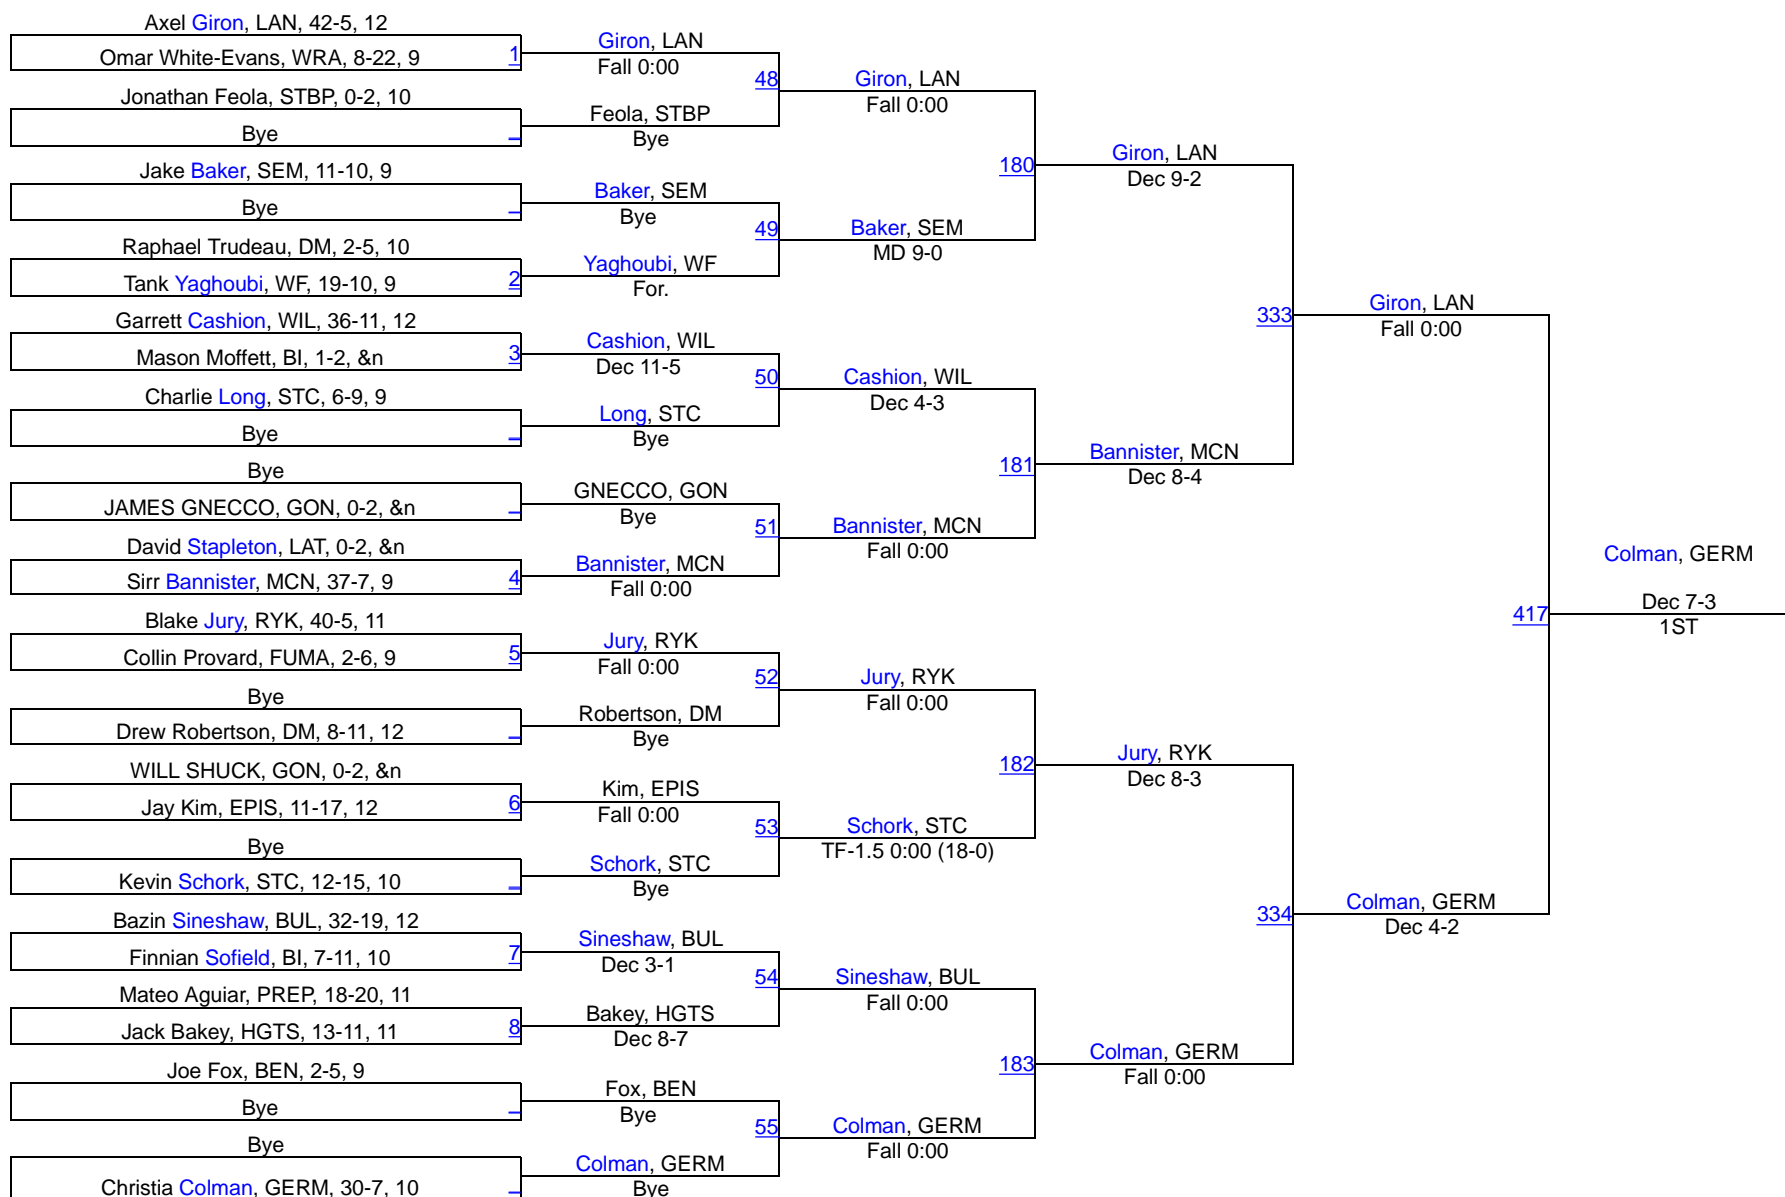 Axel Giron, LAN, 42-5, 12
Omar White-Evans, WRA, 8-22, 9
1
Jonathan Feola, STBP, 0-2, 10
Bye
Jake Baker, SEM, 11-10, 9
Bye
Raphael Trudeau, DM, 2-5, 10
Tank Yaghoubi, WF, 19-10, 9
2
Garrett Cashion, WIL, 36-11, 12
Mason Moffett, BI, 1-2, &n
3
Charlie Long, STC, 6-9, 9
Bye
Bye
JAMES GNECCO, GON, 0-2, &n
David Stapleton, LAT, 0-2, &n
Sirr Bannister, MCN, 37-7, 9
4
Blake Jury, RYK, 40-5, 11
Collin Provard, FUMA, 2-6, 9
5
Bye
Drew Robertson, DM, 8-11, 12
WILL SHUCK, GON, 0-2, &n
Jay Kim, EPIS, 11-17, 12
6
Bye
Kevin Schork, STC, 12-15, 10
Bazin Sineshaw, BUL, 32-19, 12
Finnian Sofield, BI, 7-11, 10
7
Mateo Aguiar, PREP, 18-20, 11
Jack Bakey, HGTS, 13-11, 11
8
Joe Fox, BEN, 2-5, 9
Bye
Bye
Christia Colman, GERM, 30-7, 10
Giron, LAN
Fall 0:00
48
Feola, STBP
Bye
Baker, SEM
Bye
49
Yaghoubi, WF
For.
Cashion, WIL
Dec 11-5
50
Long, STC
Bye
GNECCO, GON
Bye
51
Bannister, MCN
Fall 0:00
Jury, RYK
Fall 0:00
52
Robertson, DM
Bye
Kim, EPIS
Fall 0:00
53
Schork, STC
Bye
Sineshaw, BUL
Dec 3-1
54
Bakey, HGTS
Dec 8-7
Fox, BEN
Bye
55
Colman, GERM
Bye
Giron, LAN
Fall 0:00
180
Baker, SEM
MD 9-0
Cashion, WIL
Dec 4-3
181
Bannister, MCN
Fall 0:00
Jury, RYK
Fall 0:00
182
Schork, STC
TF-1.5 0:00 (18-0)
Sineshaw, BUL
Fall 0:00
183
Colman, GERM
Fall 0:00
Giron, LAN
Dec 9-2
333
Bannister, MCN
Dec 8-4
Jury, RYK
Dec 8-3
334
Colman, GERM
Fall 0:00
Giron, LAN
Fall 0:00
417
Colman, GERM
Dec 4-2
Colman, GERM
Dec 7-3
1ST